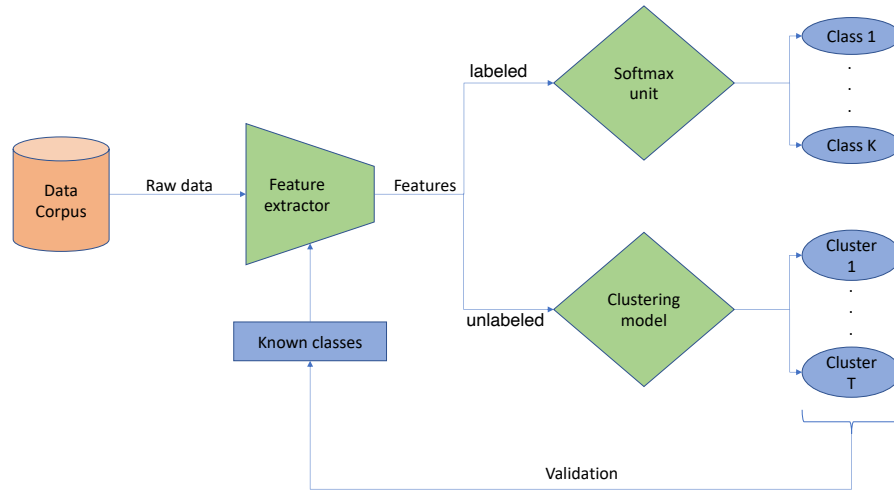 Data
Corpus
Raw data
Feature
extractor
Features
Known classes
labeled
Softmax
unit
Class 1
.
.
.
.
Class K
unlabeled
Clustering
model
Cluster
1
.
.
.
.
Cluster
T
Validation